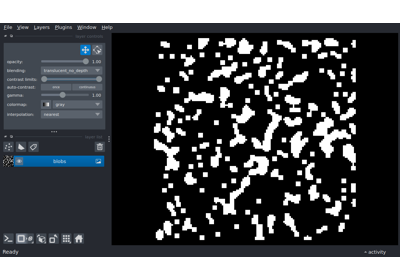 File View Layers Plugins Window Help
opacity: 1.00
blending: translucent_no_depth
contrast limits:
auto-contrast: once continuous
gamma: 1.00
colormap: gray
interpolation: nearest
blobs
Ready activity